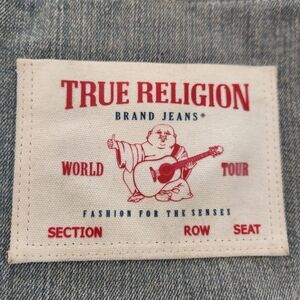 TRUE RELIGION
BRAND JEANS®
WORLD TOUR
FASHION FOR THE SENSES
SECTION ROW SEAT